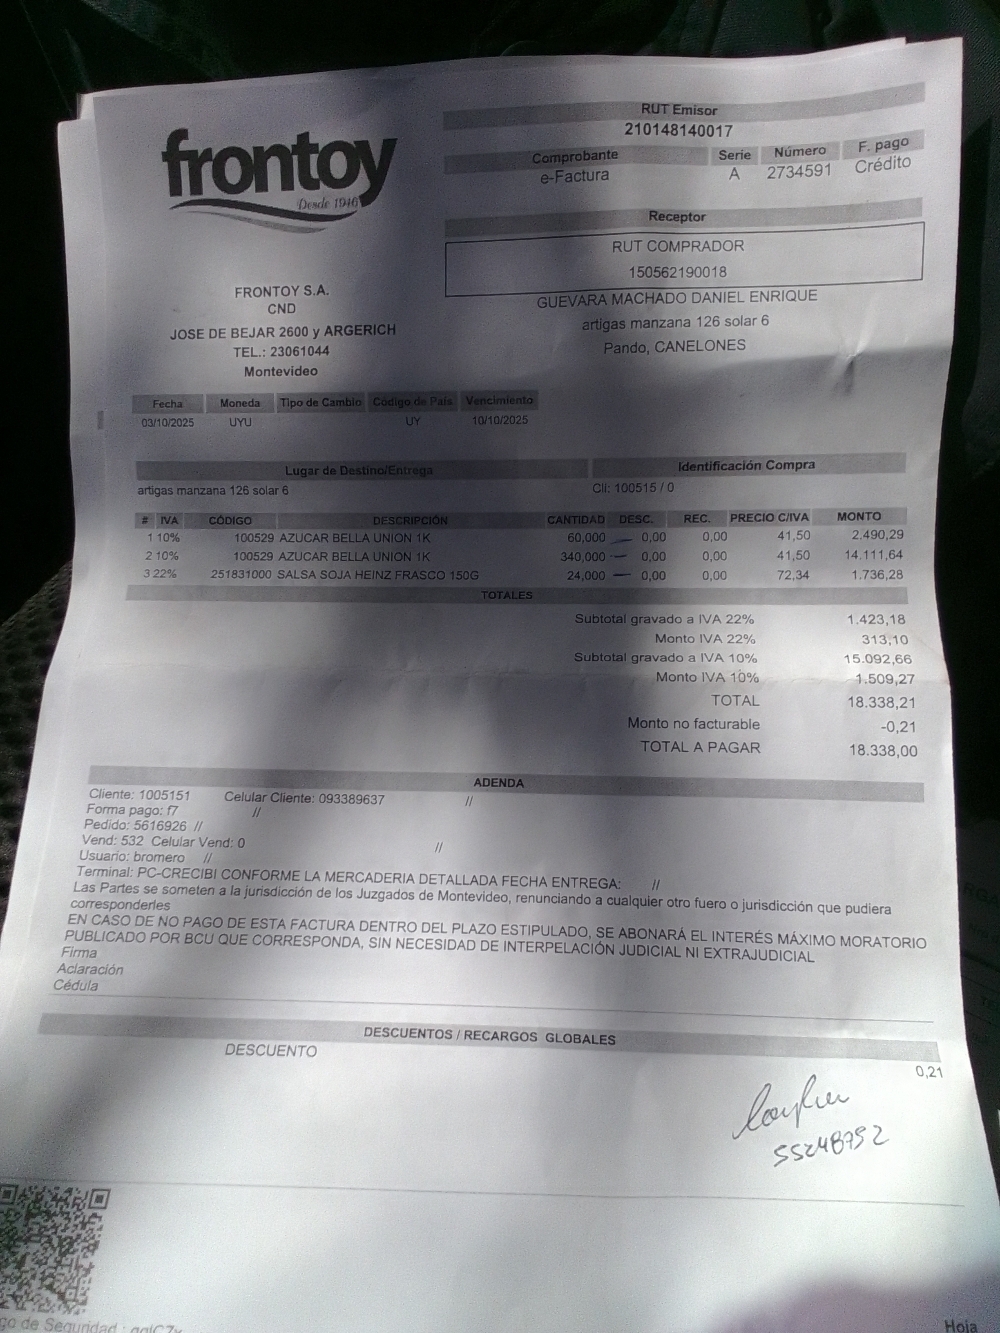 frontoy
Desde 1946
FRONTOY S.A.
CND
JOSE DE BEJAR 2600 y ARGERICH
TEL.: 23061044
Montevideo
RUT Emisor
210148140017
Comprobante Serie Número F. pago
e-Factura A 2734591 Crédito
Receptor
RUT COMPRADOR
150562190018
GUEVARA MACHADO DANIEL ENRIQUE
artigas manzana 126 solar 6
Pando, CANELONES
Fecha Moneda Tipo de Cambio Código de País Vencimiento
03/10/2025 UYU UY 10/10/2025
Lugar de Destino/Entrega Identificación Compra
artigas manzana 126 solar 6 Cli: 100515 / 0
# IVA CÓDIGO DESCRIPCIÓN CANTIDAD DESC. REC. PRECIO C/IVA MONTO
1 10% 100529 AZUCAR BELLA UNION 1K 60,000 0,00 0,00 41,50 2.490,29
2 10% 100529 AZUCAR BELLA UNION 1K 340,000 0,00 0,00 41,50 14.111,64
3 22% 251831000 SALSA SOJA HEINZ FRASCO 150G 24,000 0,00 0,00 72,34 1.736,28
TOTALES
Subtotal gravado a IVA 22% 1.423,18
Monto IVA 22% 313,10
Subtotal gravado a IVA 10% 15.092,66
Monto IVA 10% 1.509,27
TOTAL 18.338,21
Monto no facturable -0,21
TOTAL A PAGAR 18.338,00
ADENDA
Cliente: 1005151 Celular Cliente: 093389637 //
Forma pago: f7 //
Pedido: 5616926 //
Vend: 532 Celular Vend: 0 //
Usuario: bromero //
Terminal: PC-CRECIBI CONFORME LA MERCADERIA DETALLADA FECHA ENTREGA: //
Las Partes se someten a la jurisdicción de los Juzgados de Montevideo, renunciando a cualquier otro fuero o jurisdicción que pudiera
corresponderles
EN CASO DE NO PAGO DE ESTA FACTURA DENTRO DEL PLAZO ESTIPULADO, SE ABONARÁ EL INTERÉS MÁXIMO MORATORIO
PUBLICADO POR BCU QUE CORRESPONDA, SIN NECESIDAD DE INTERPELACIÓN JUDICIAL NI EXTRAJUDICIAL
Firma
Aclaración
Cédula
DESCUENTOS / RECARGOS GLOBALES
DESCUENTO 0,21
55248752
go de Seguridad :
Hoja